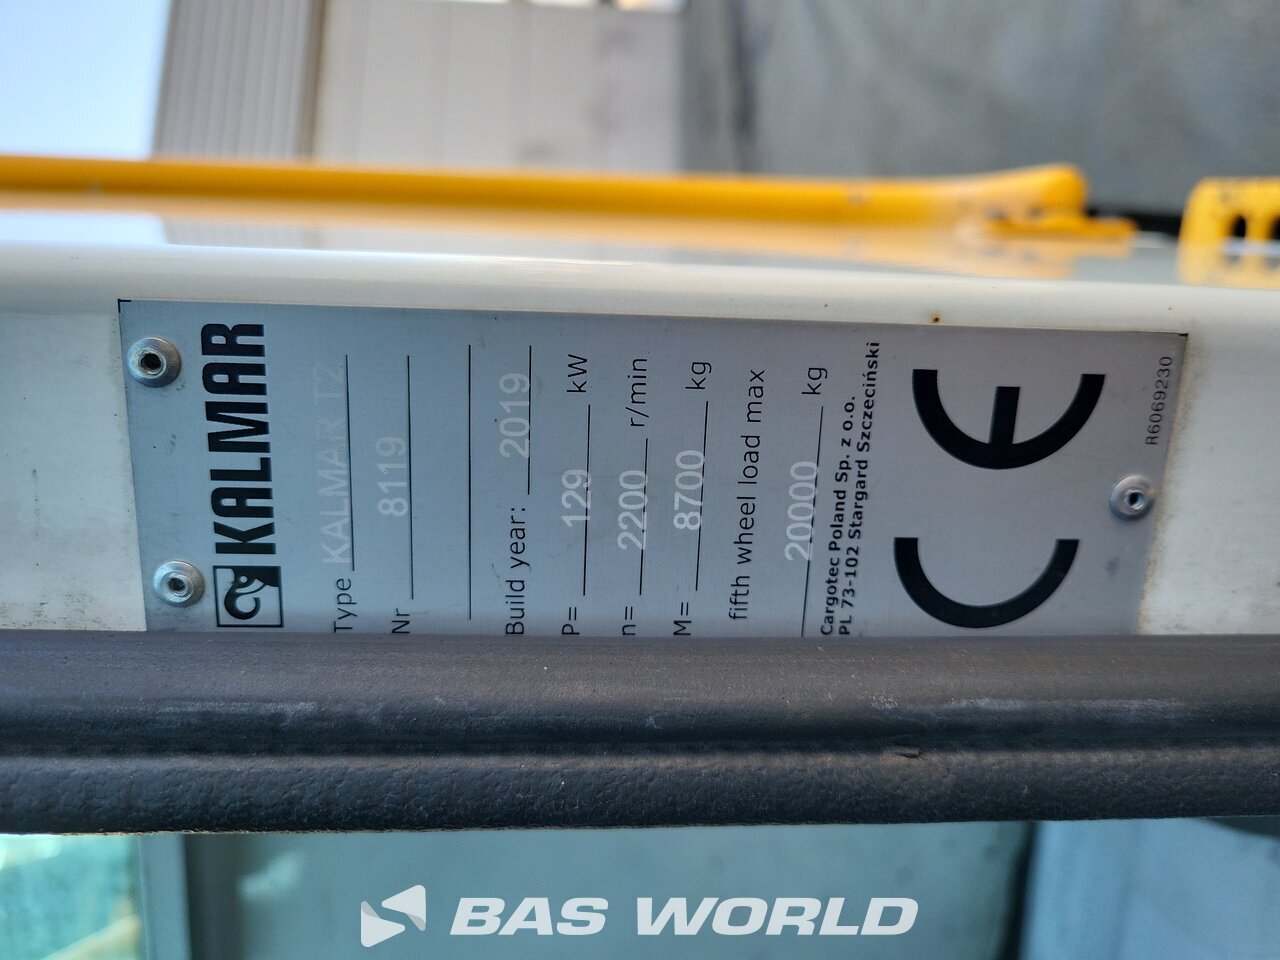 KALMAR
Type KALMAR LT2
Nr 8119
Build year: 2019
P= 129 kW
n= 2200 r/min
M= 8700 kg
fifth wheel load max
20000 kg
Cargotec Poland Sp. z o.o.
PL 73-102 Stargard Szczeciński
CE
R6069230
BAS WORLD